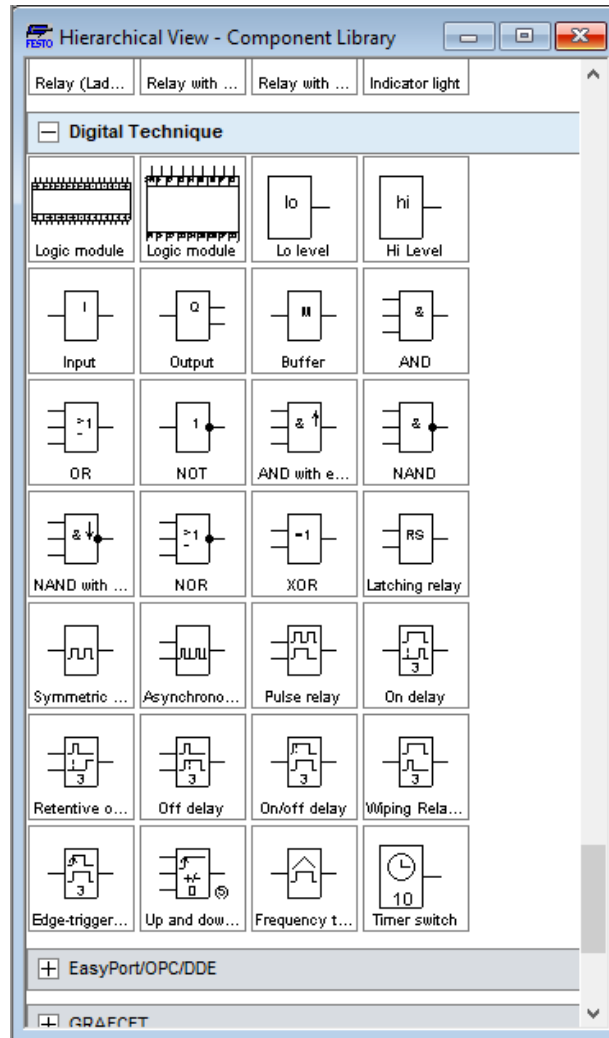 FESTO Hierarchical View - Component Library
Relay (Lad... Relay with ... Relay with ... Indicator light
Digital Technique
lo hi
Logic module Logic module Lo level Hi Level
I Q &
Input Output Buffer AND
>1 1 & &
OR NOT AND with e... NAND
& >1 =1 RS
NAND with ... NOR XOR Latching relay
3
Symmetric ... Asynchrono... Pulse relay On delay
3 3 3 3
Retentive o... Off delay On/off delay Wiping Rela...
3 +/- 0 10
Edge-trigger... Up and dow... Frequency t... Timer switch
EasyPort/OPC/DDE
GRAFCET